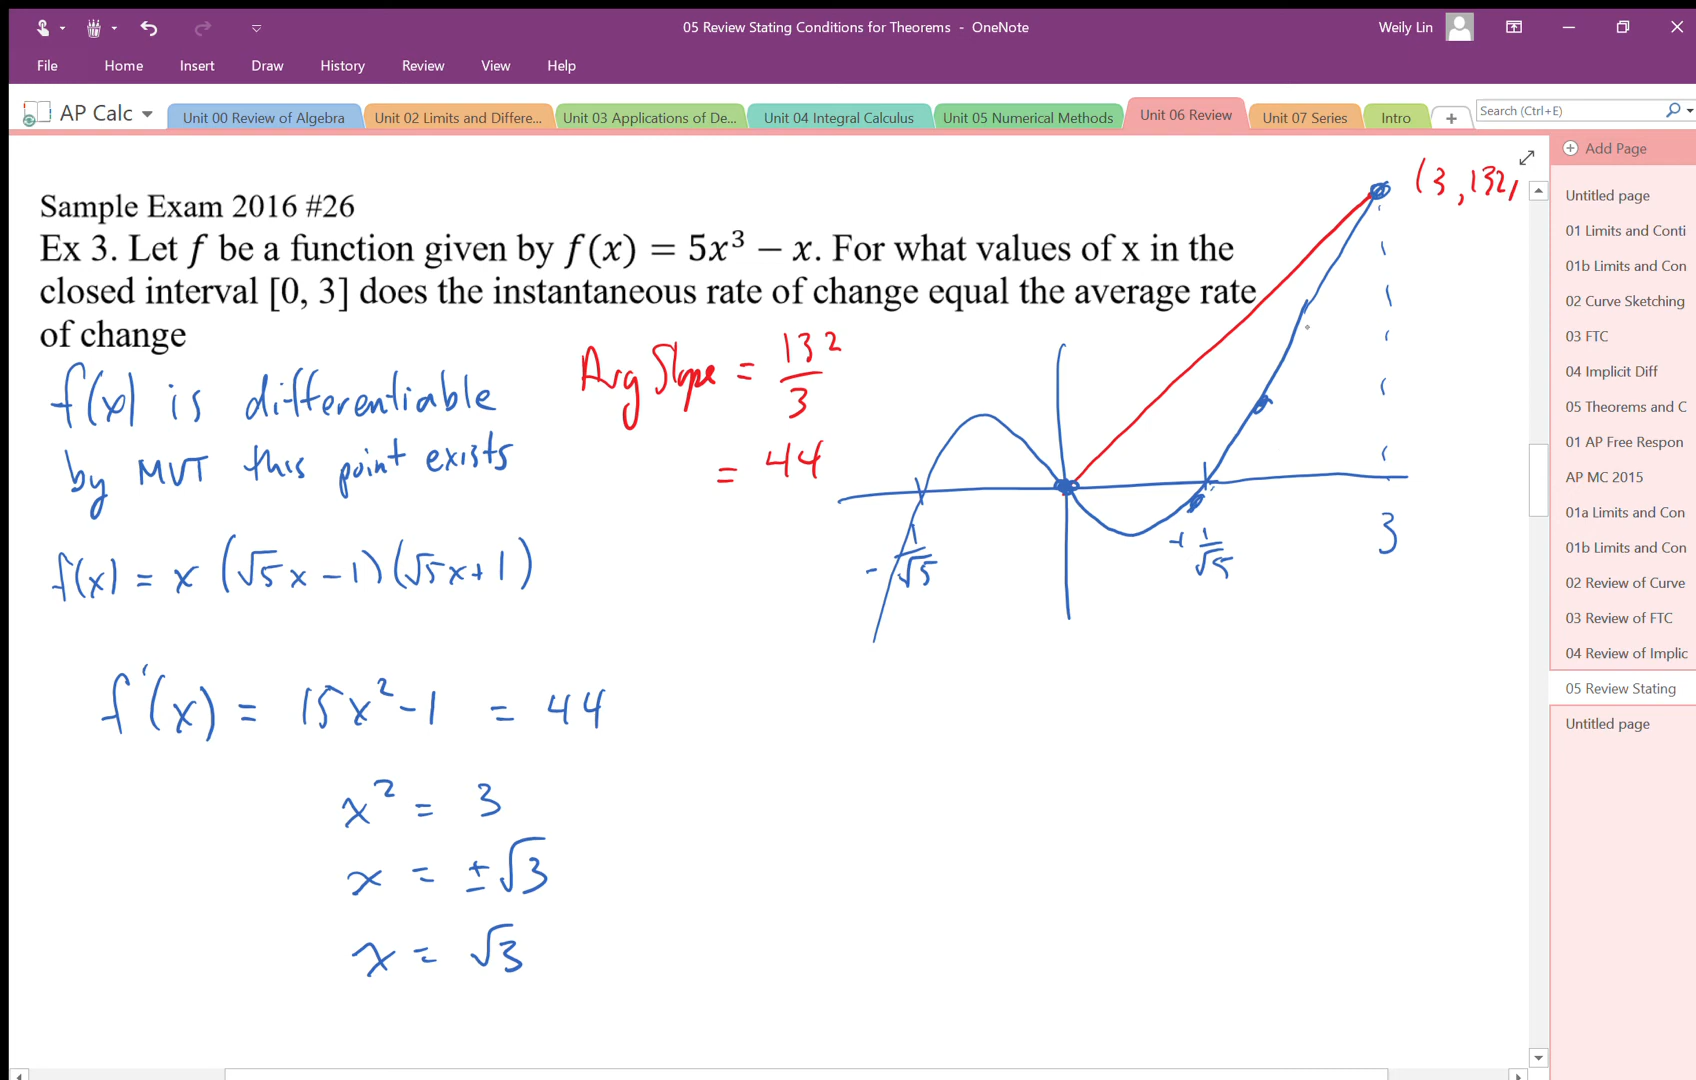 05 Review Stating Conditions for Theorems - OneNote
Weily Lin
File Home Insert Draw History Review View Help
AP Calc
Unit 00 Review of Algebra
Unit 02 Limits and Differe...
Unit 03 Applications of De...
Unit 04 Integral Calculus
Unit 05 Numerical Methods
Unit 06 Review
Unit 07 Series
Intro
+
Search (Ctrl+E)
Add Page
Untitled page
01 Limits and Conti
01b Limits and Con
02 Curve Sketching
03 FTC
04 Implicit Diff
05 Theorems and C
01 AP Free Respon
AP MC 2015
01a Limits and Con
01b Limits and Con
02 Review of Curve
03 Review of FTC
04 Review of Implic
05 Review Stating
Untitled page
Sample Exam 2016 #26
Ex 3. Let f be a function given by f(x) = 5x³ − x. For what values of x in the
closed interval [0, 3] does the instantaneous rate of change equal the average rate
of change
f(x) is differentiable
by MVT this point exists
f(x) = x (√5x − 1)(√5x + 1)
f'(x) = 15x² − 1 = 44
x² = 3
x = ±√3
x = √3
Avg Slope = 132/3
= 44
(3, 132)
-1/√5
+1/√5
3